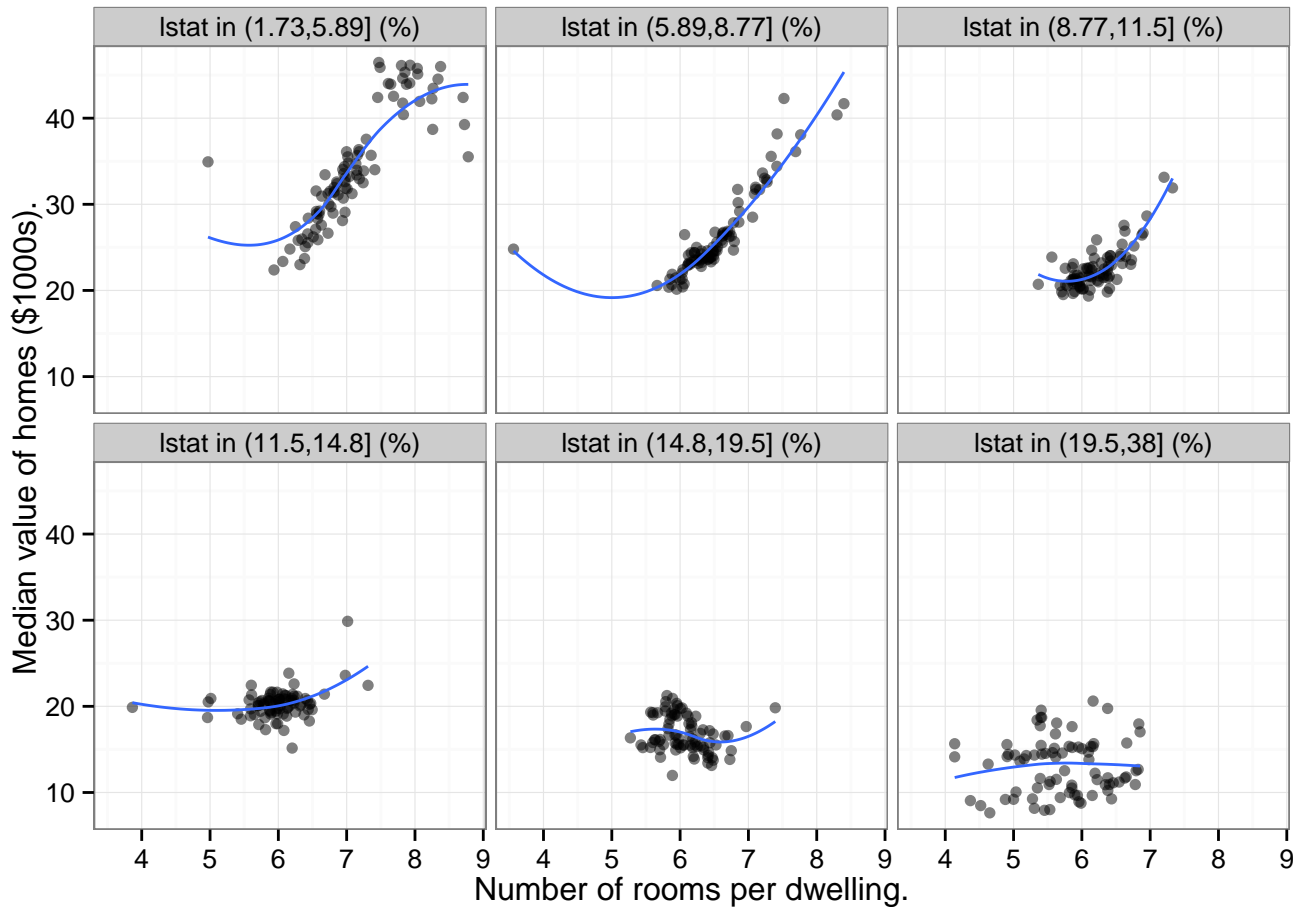 lstat in (1.73,5.89] (%) lstat in (5.89,8.77] (%) lstat in (8.77,11.5] (%)
40
30
20
10
lstat in (11.5,14.8] (%) lstat in (14.8,19.5] (%) lstat in (19.5,38] (%)
40
30
20
10
4 5 6 7 8 9 4 5 6 7 8 9 4 5 6 7 8 9
Number of rooms per dwelling.
Median value of homes ($1000s).